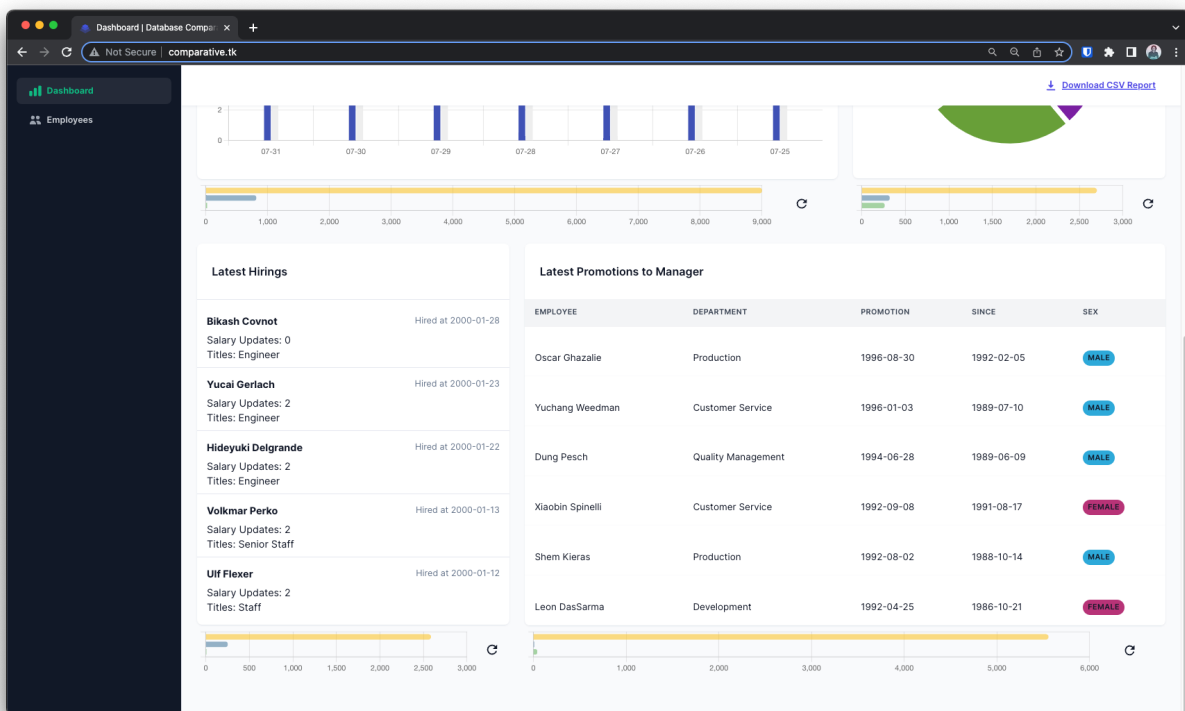 Dashboard | Database Compar
Not Secure | comparative.tk
Dashboard
Employees
Download CSV Report
2
0
07-31 07-30 07-29 07-28 07-27 07-26 07-25
0 1,000 2,000 3,000 4,000 5,000 6,000 7,000 8,000 9,000
0 500 1,000 1,500 2,000 2,500 3,000
Latest Hirings
Bikash Covnot Hired at 2000-01-28
Salary Updates: 0
Titles: Engineer
Yucai Gerlach Hired at 2000-01-23
Salary Updates: 2
Titles: Engineer
Hideyuki Delgrande Hired at 2000-01-22
Salary Updates: 2
Titles: Engineer
Volkmar Perko Hired at 2000-01-13
Salary Updates: 2
Titles: Senior Staff
Ulf Flexer Hired at 2000-01-12
Salary Updates: 2
Titles: Staff
0 500 1,000 1,500 2,000 2,500 3,000
Latest Promotions to Manager
EMPLOYEE DEPARTMENT PROMOTION SINCE SEX
Oscar Ghazalie Production 1996-08-30 1992-02-05 MALE
Yuchang Weedman Customer Service 1996-01-03 1989-07-10 MALE
Dung Pesch Quality Management 1994-06-28 1989-06-09 MALE
Xiaobin Spinelli Customer Service 1992-09-08 1991-08-17 FEMALE
Shem Kieras Production 1992-08-02 1988-10-14 MALE
Leon DasSarma Development 1992-04-25 1986-10-21 FEMALE
0 1,000 2,000 3,000 4,000 5,000 6,000